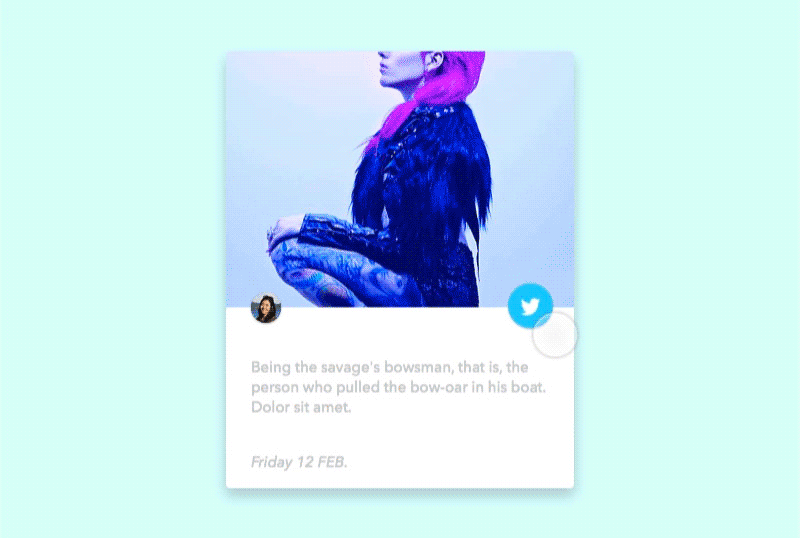 Being the savage's bowsman, that is, the
person who pulled the bow-oar in his boat.
Dolor sit amet.
Friday 12 FEB.